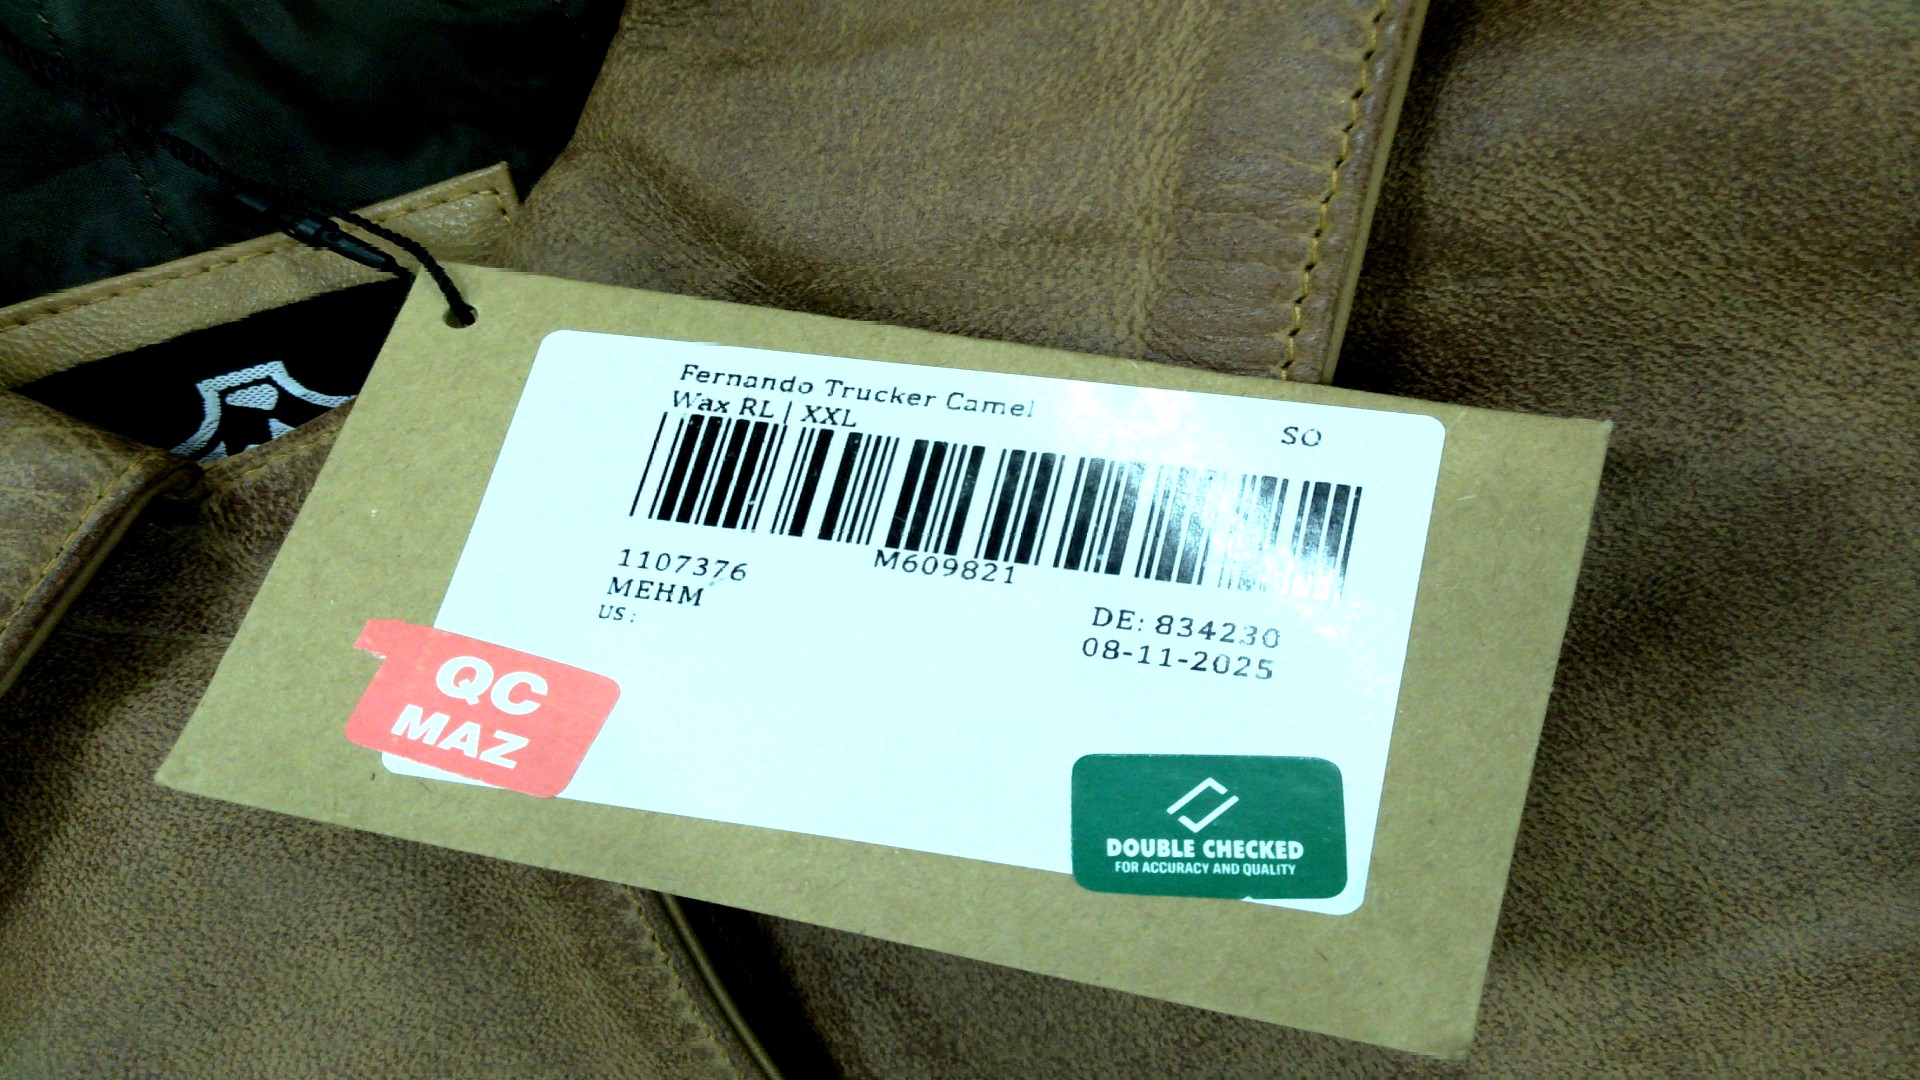 Fernando Trucker Camel
Wax RL | XXL
SO
1107376
M609821
MEHM
US:
DE: 834230
08-11-2025
QC
MAZ
DOUBLE CHECKED
FOR ACCURACY AND QUALITY